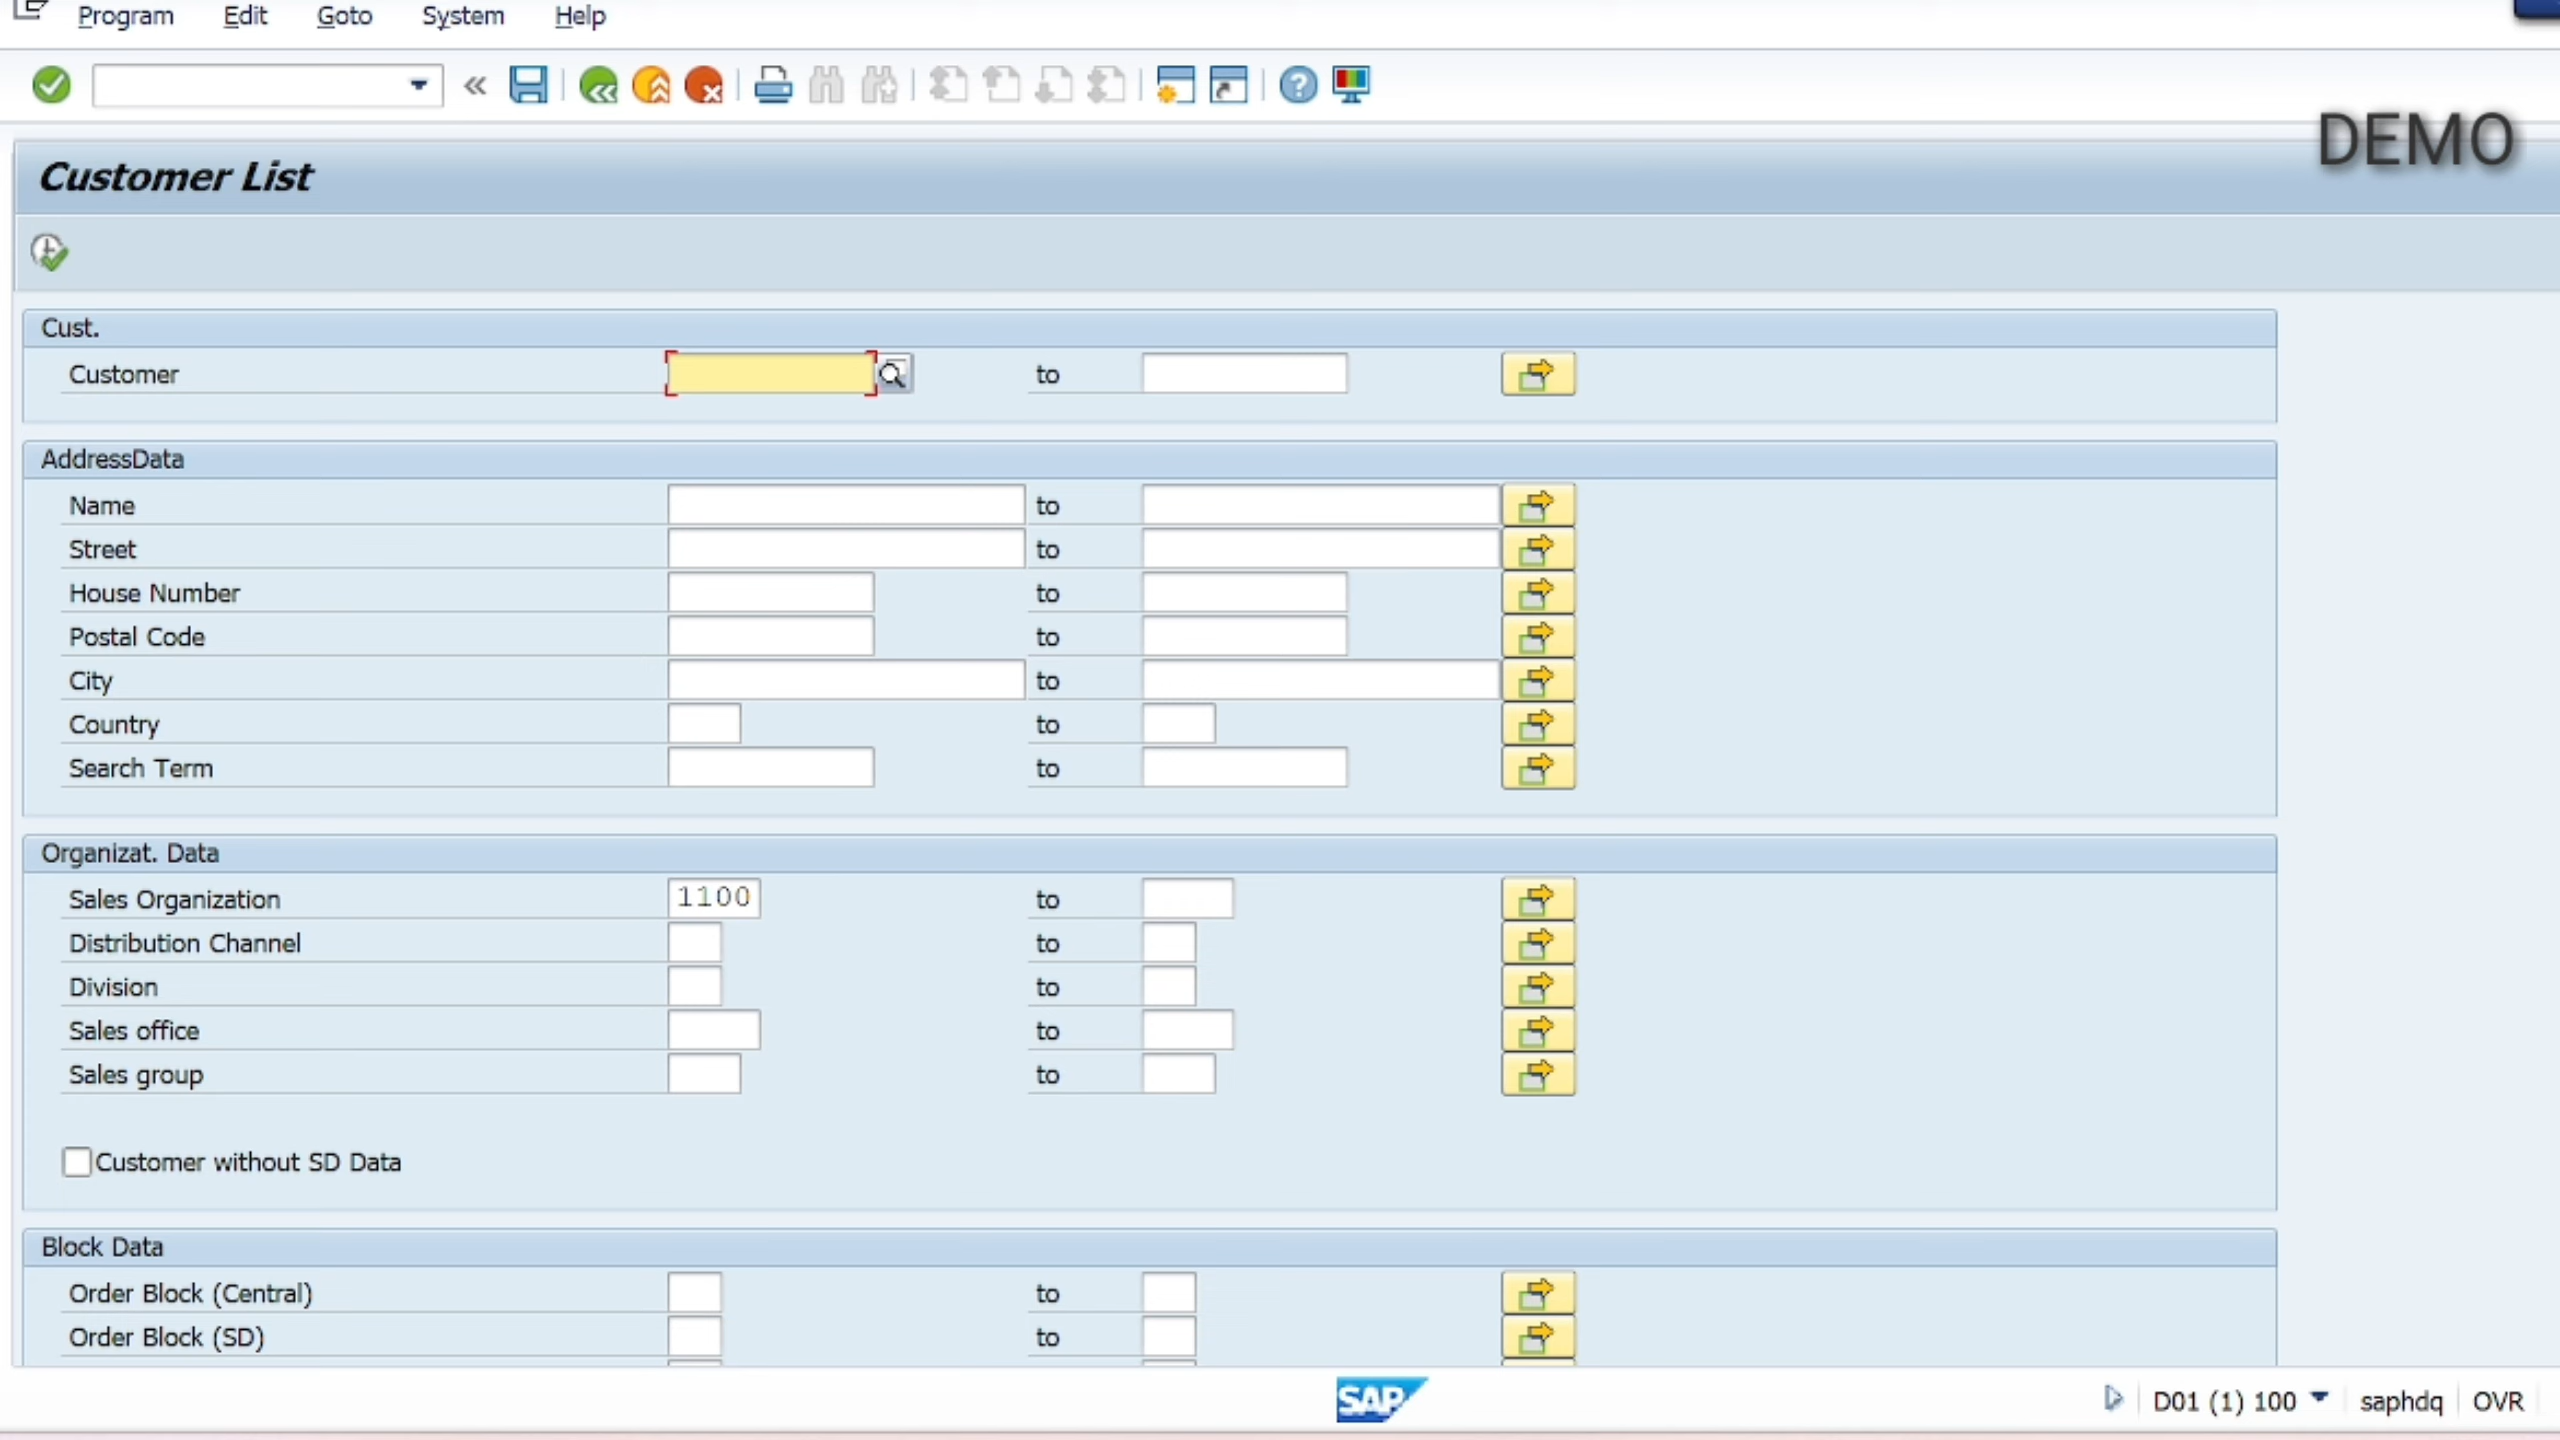 Program Edit Goto System Help
DEMO
Customer List
Cust.
Customer to
AddressData
Name to
Street to
House Number to
Postal Code to
City to
Country to
Search Term to
Organizat. Data
Sales Organization 1100 to
Distribution Channel to
Division to
Sales office to
Sales group to
Customer without SD Data
Block Data
Order Block (Central) to
Order Block (SD) to
SAP D01 (1) 100 saphdq OVR